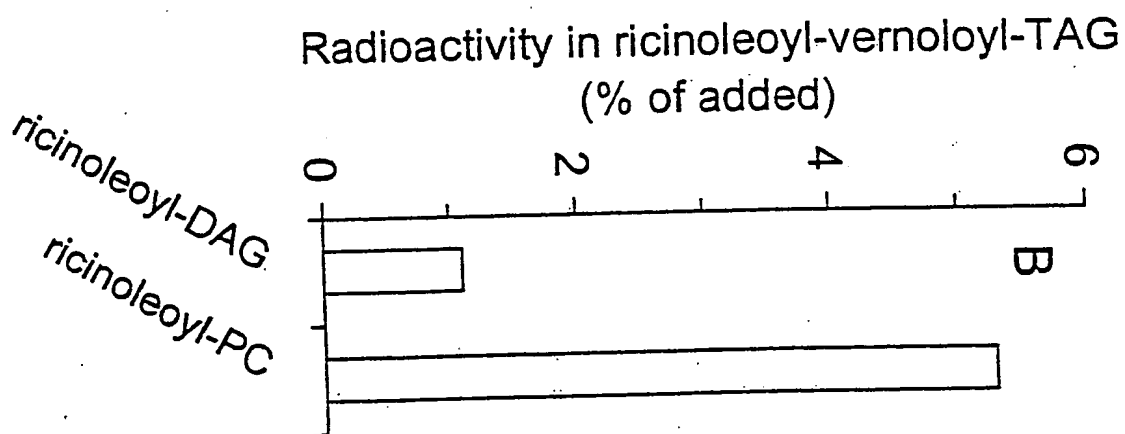 Radioactivity in ricinoleoyl-vernoloyl-TAG
(% of added)
0 2 4 6
B
ricinoleoyl-DAG
ricinoleoyl-PC